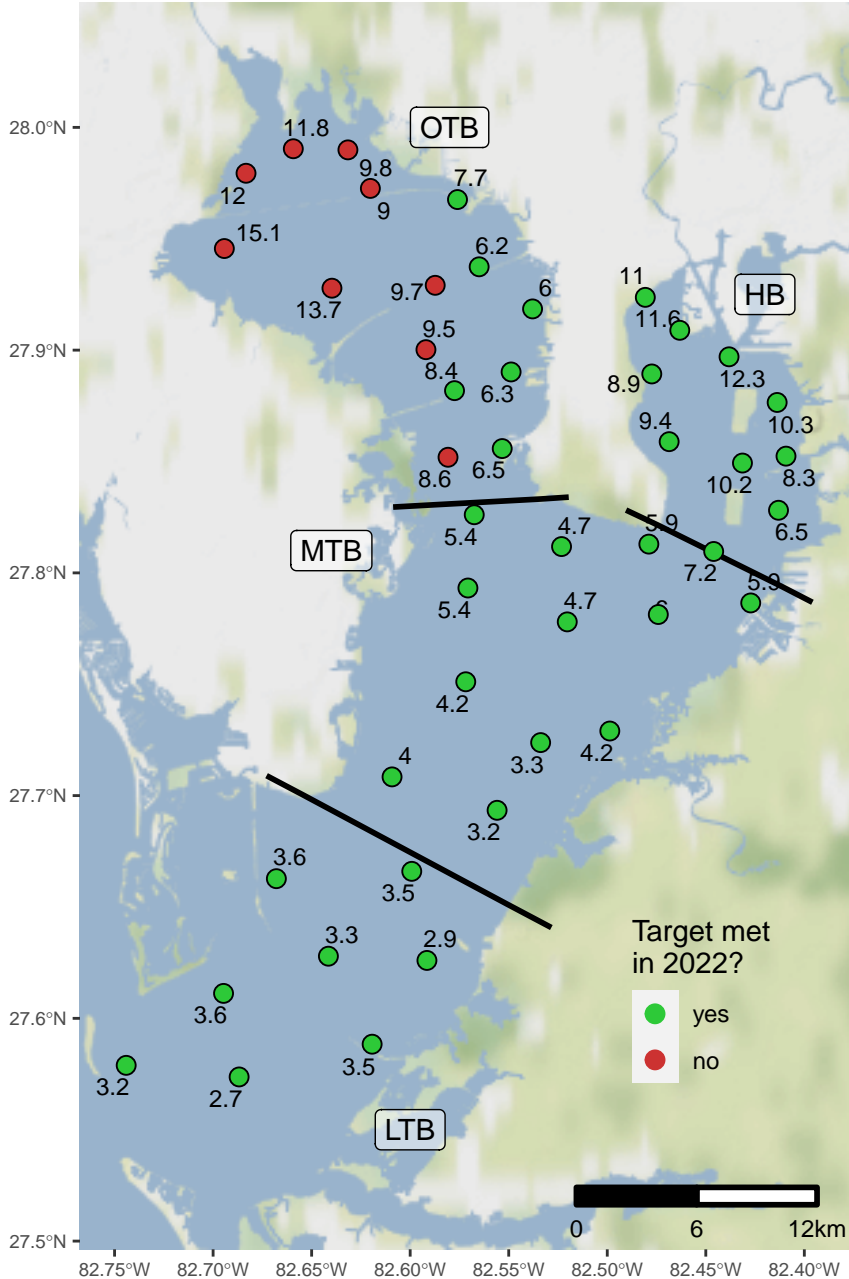 28.0°N
27.9°N
27.8°N
27.7°N
27.6°N
27.5°N
11.8
OTB
9.8
7.7
12
9
15.1
6.2
9.7
6
13.7
11
HB
11.6
9.5
8.4
6.3
8.9
12.3
10.3
9.4
8.6
6.5
10.2
8.3
6.5
MTB
5.4
4.7
5.9
7.2
5.9
5.4
4.7
6
4.2
3.3
4.2
4
3.2
3.6
3.5
3.3
2.9
3.6
3.5
3.2
2.7
LTB
Target met
in 2022?
yes
no
0 6 12km
82.75°W 82.70°W 82.65°W 82.60°W 82.55°W 82.50°W 82.45°W 82.40°W